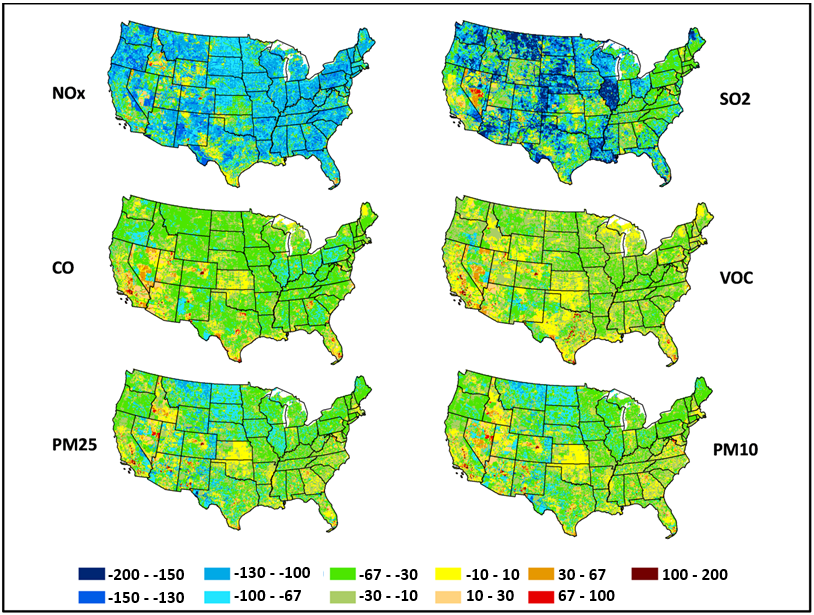 NOx
SO2
CO
VOC
PM25
PM10
-200 - -150
-130 - -100
-67 - -30
-10 - 10
30 - 67
100 - 200
-150 - -130
-100 - -67
-30 - -10
10 - 30
67 - 100